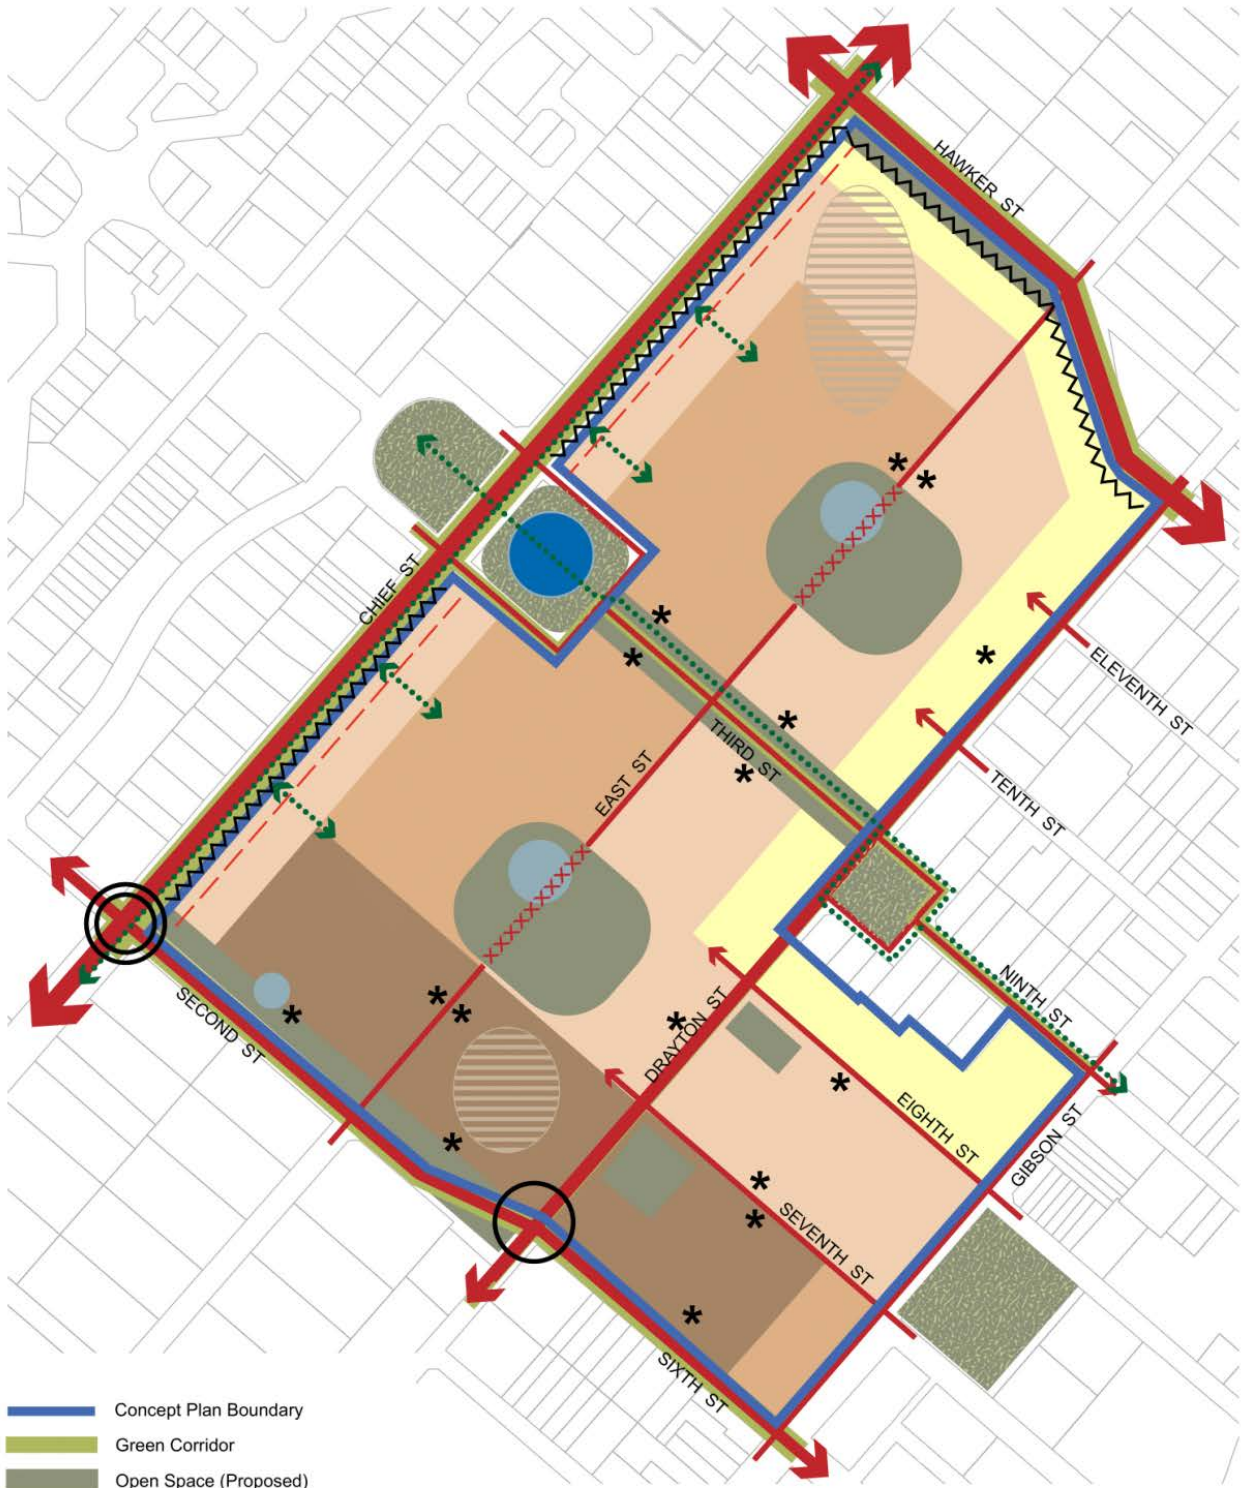 HAWKER ST
CHIEF ST
ELEVENTH ST
THIRD ST
EAST ST
TENTH ST
NINTH ST
SECOND ST
DRAYTON ST
EIGHTH ST
GIBSON ST
SEVENTH ST
SIXTH ST
Concept Plan Boundary
Green Corridor
Open Space (Proposed)